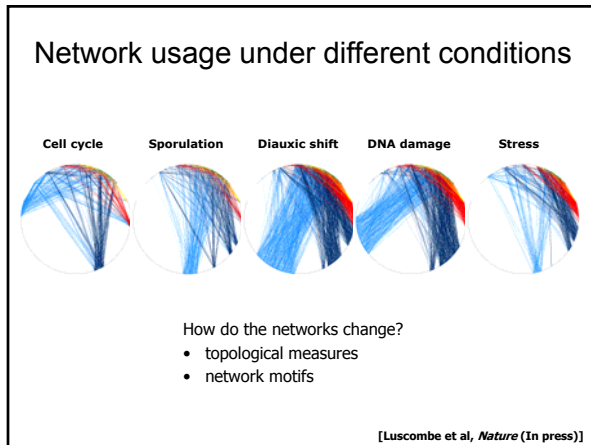 Network usage under different conditions
Cell cycle Sporulation Diauxic shift DNA damage Stress
How do the networks change?
• topological measures
• network motifs
[Luscombe et al, Nature (In press)]